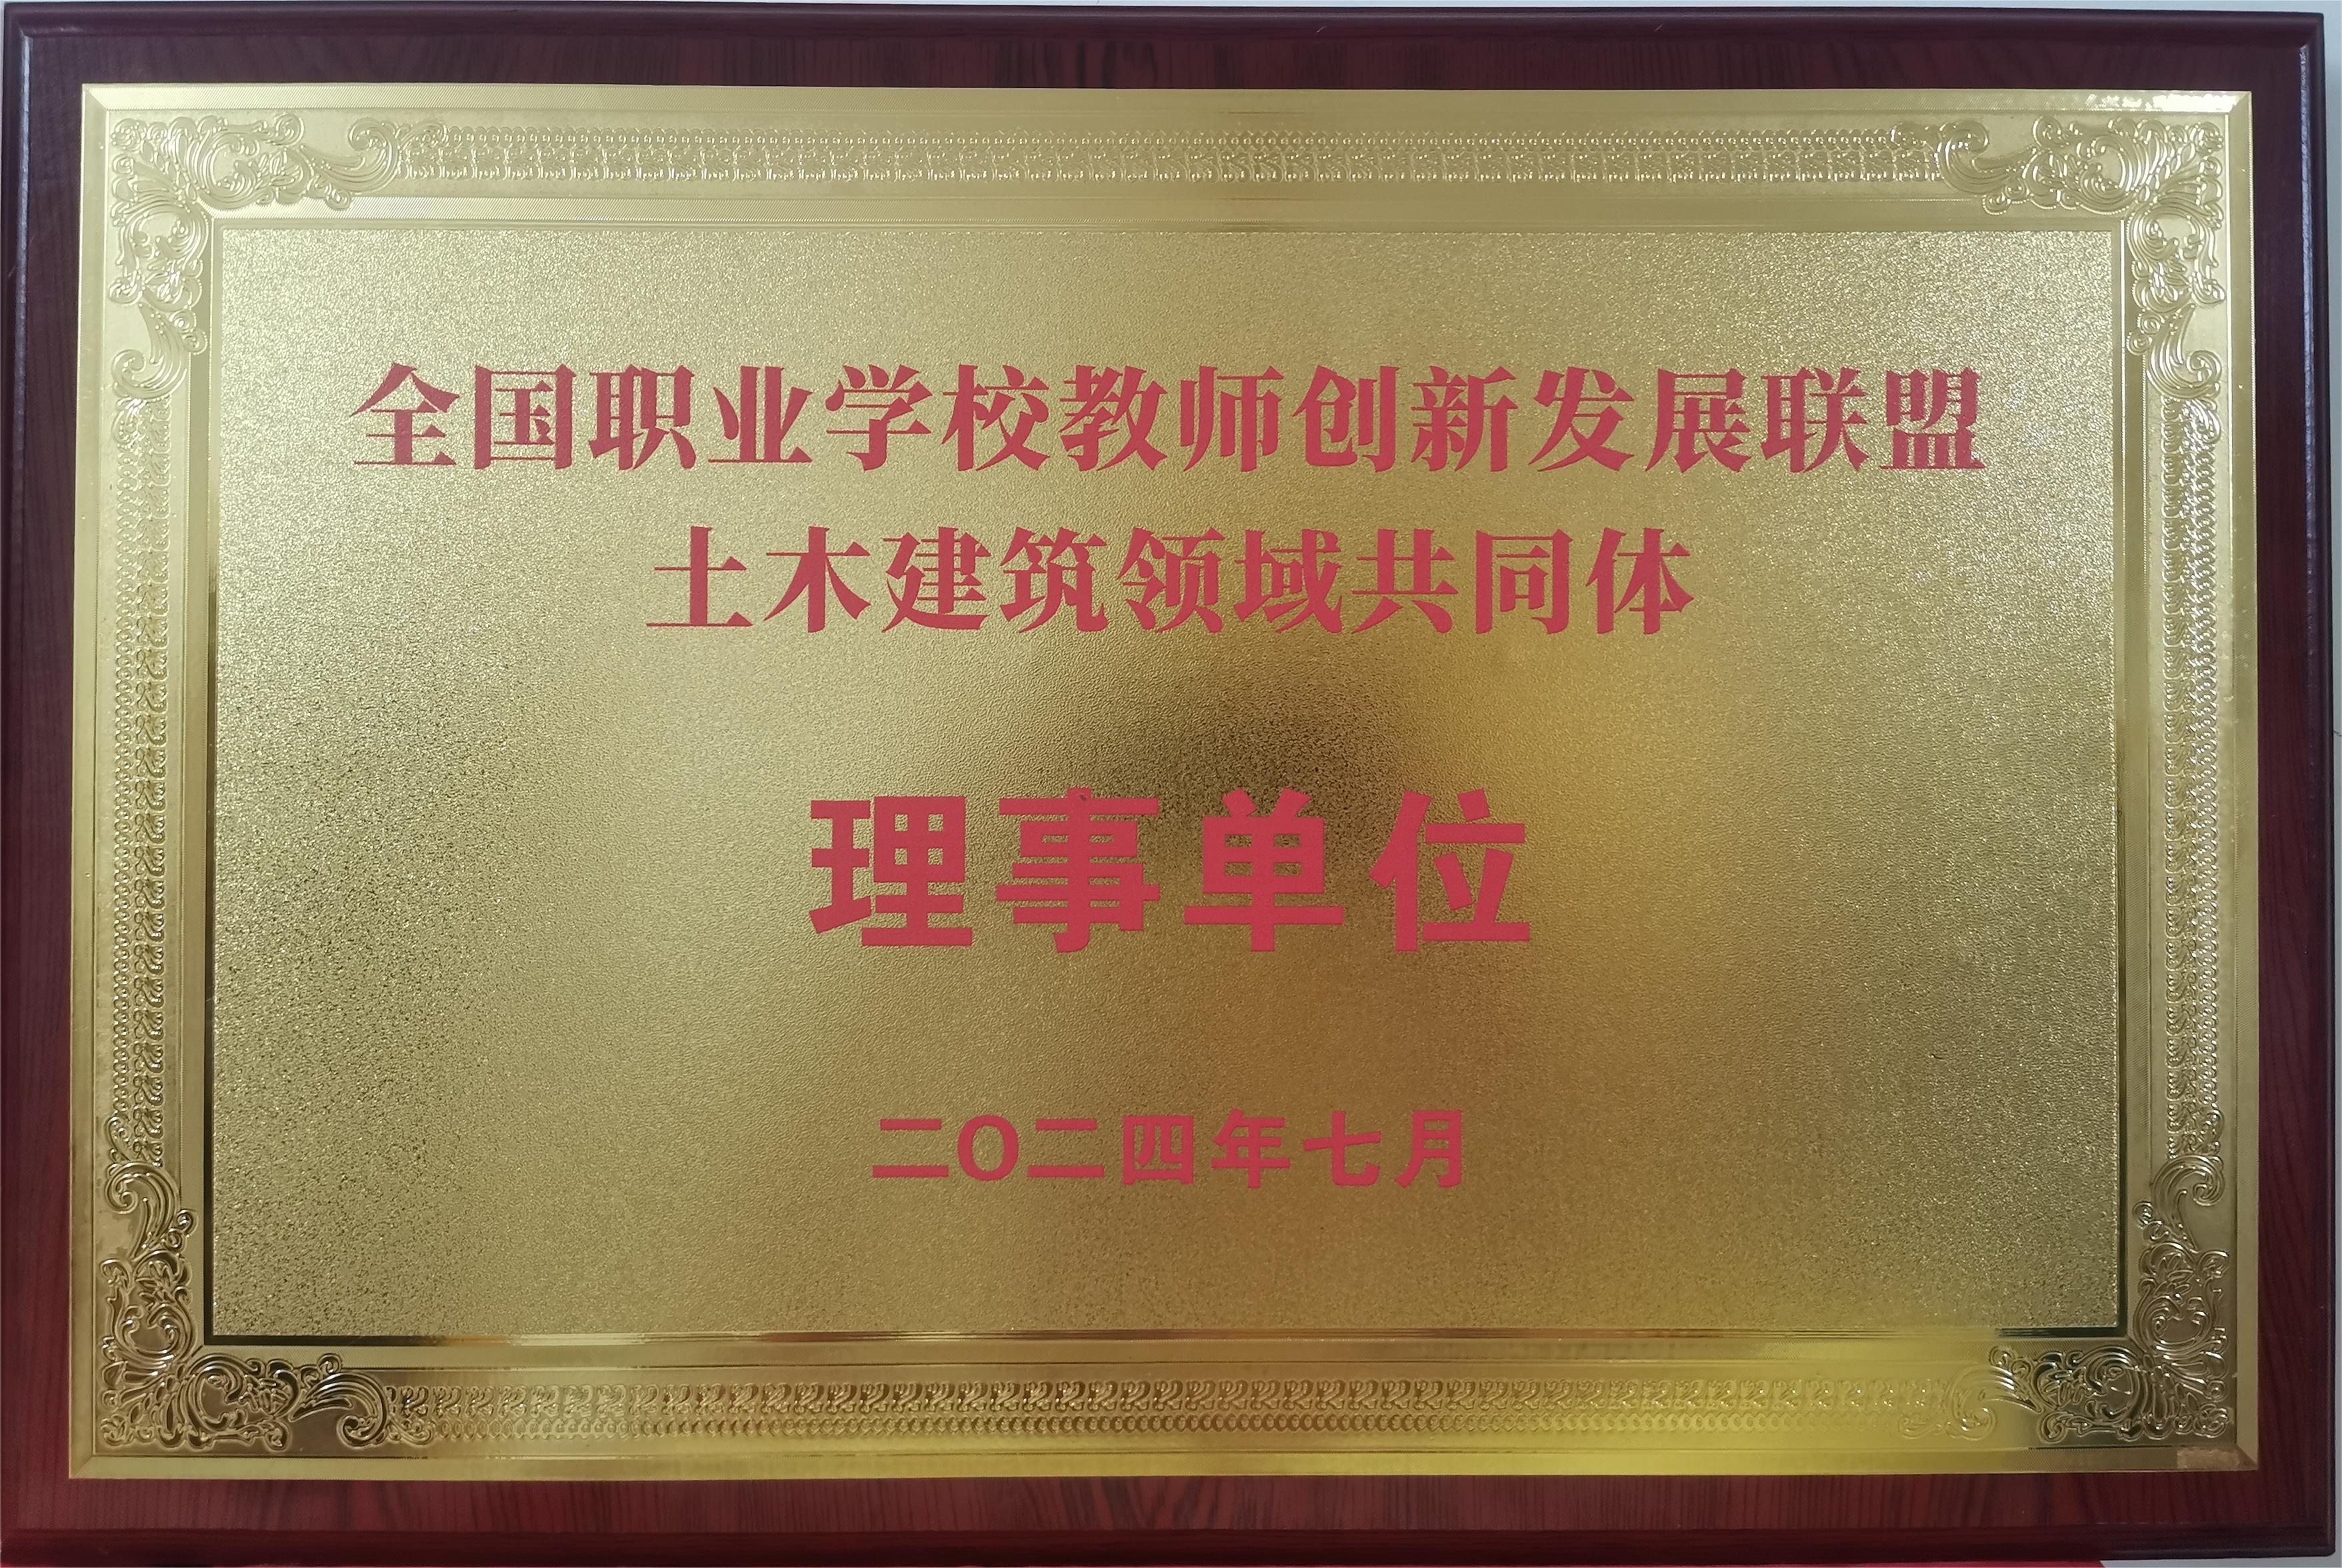 全国职业学校教师创新发展联盟
土木建筑领域共同体
理事单位
二〇二四年七月